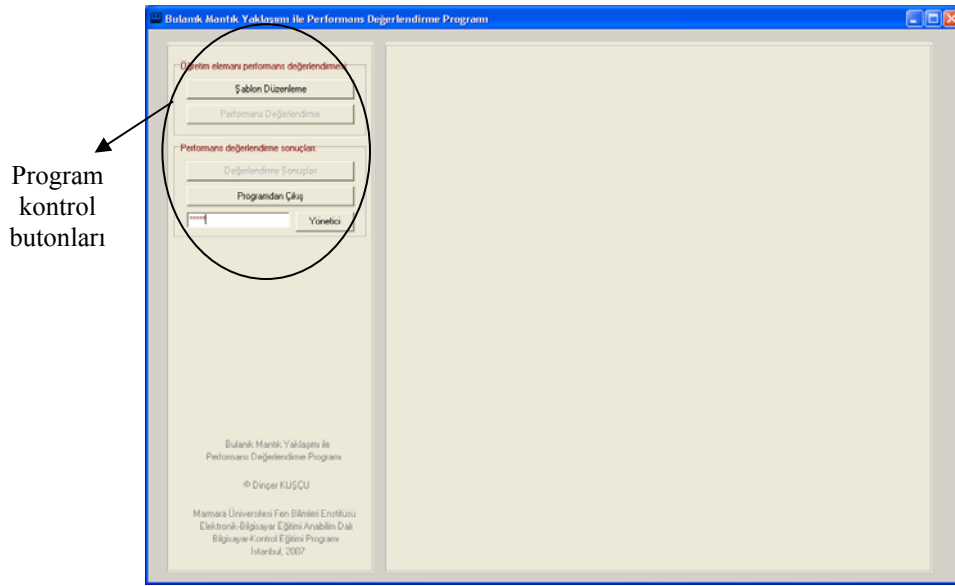 Bulanık Mantık Yaklaşımı ile Performans Değerlendirme Programı
Öğretim elemanı performans değerlendirmesi:
Şablon Düzenleme
Performans Değerlendirme
Performans değerlendirme sonuçları:
Değerlendirme Sonuçları
Programdan Çıkış
*****
Yönetici
Program
kontrol
butonları
Bulanık Mantık Yaklaşımı ile
Performans Değerlendirme Programı
© Dinçer KUŞÇU
Marmara Üniversitesi Fen Bilimleri Enstitüsü
Elektronik-Bilgisayar Eğitimi Anabilim Dalı
Bilgisayar-Kontrol Eğitimi Programı
İstanbul, 2007